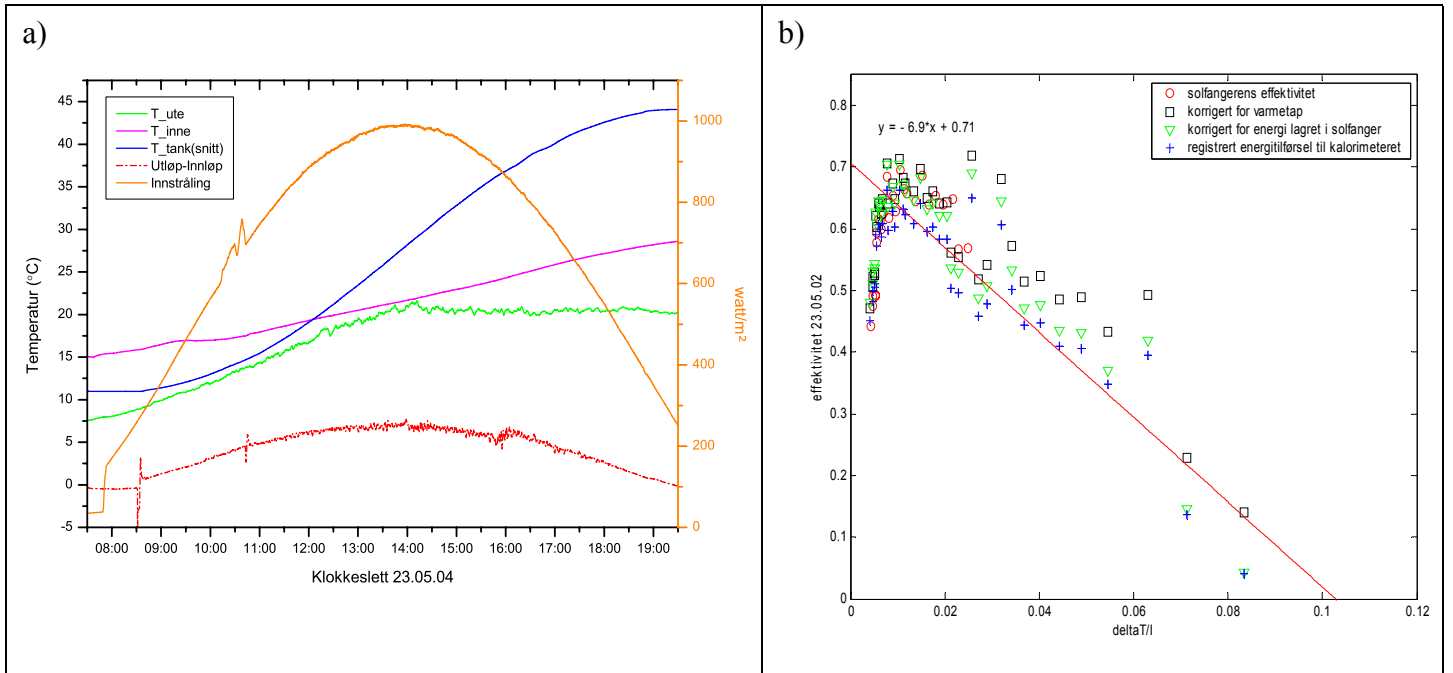 a)
T_ute
T_inne
T_tank(snitt)
Utløp-Innløp
Innstråling
45
40
35
30
25
20
15
10
5
0
-5
Temperatur (°C)
1000
800
600
400
200
0
watt/m²
08:00 09:00 10:00 11:00 12:00 13:00 14:00 15:00 16:00 17:00 18:00 19:00
Klokkeslett 23.05.04
b)
solfangerens effektivitet
korrigert for varmetap
korrigert for energi lagret i solfanger
registrert energitilførsel til kalorimeteret
y = - 6.9*x + 0.71
0.8
0.7
0.6
0.5
0.4
0.3
0.2
0.1
0
effektivitet 23.05.02
0 0.02 0.04 0.06 0.08 0.1 0.12
deltaT/I